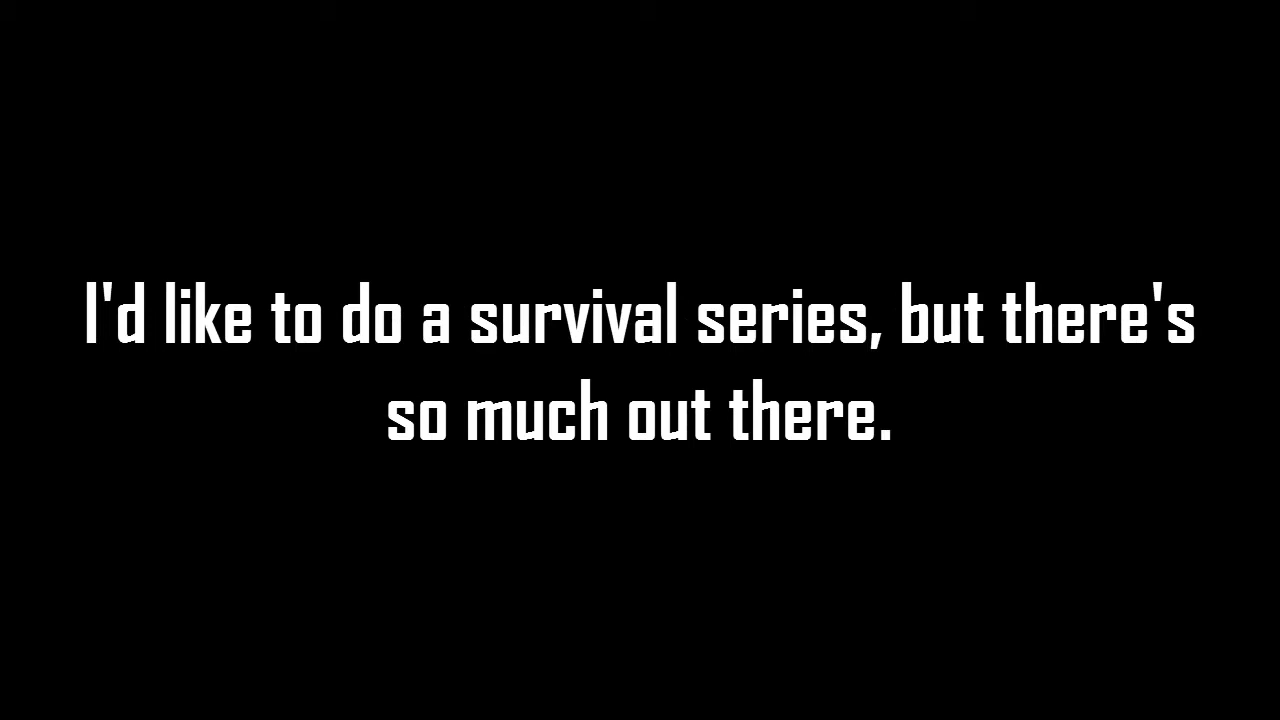 I'd like to do a survival series, but there's
so much out there.